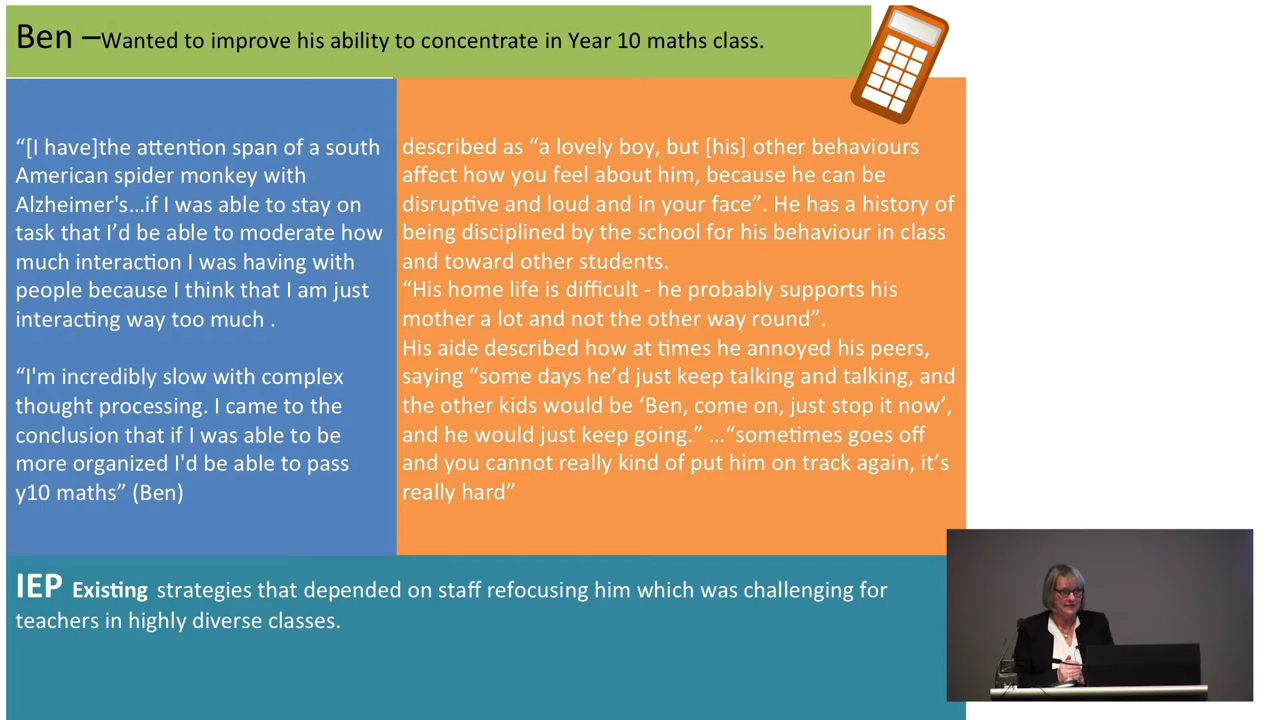 Ben –Wanted to improve his ability to concentrate in Year 10 maths class.
“[I have]the attention span of a south
American spider monkey with
Alzheimer's…if I was able to stay on
task that I’d be able to moderate how
much interaction I was having with
people because I think that I am just
interacting way too much .
“I'm incredibly slow with complex
thought processing. I came to the
conclusion that if I was able to be
more organized I'd be able to pass
y10 maths” (Ben)
described as “a lovely boy, but [his] other behaviours
affect how you feel about him, because he can be
disruptive and loud and in your face”. He has a history of
being disciplined by the school for his behaviour in class
and toward other students.
“His home life is difficult - he probably supports his
mother a lot and not the other way round”.
His aide described how at times he annoyed his peers,
saying “some days he’d just keep talking and talking, and
the other kids would be ‘Ben, come on, just stop it now’,
and he would just keep going.” …“sometimes goes off
and you cannot really kind of put him on track again, it’s
really hard”
IEP Existing strategies that depended on staff refocusing him which was challenging for
teachers in highly diverse classes.